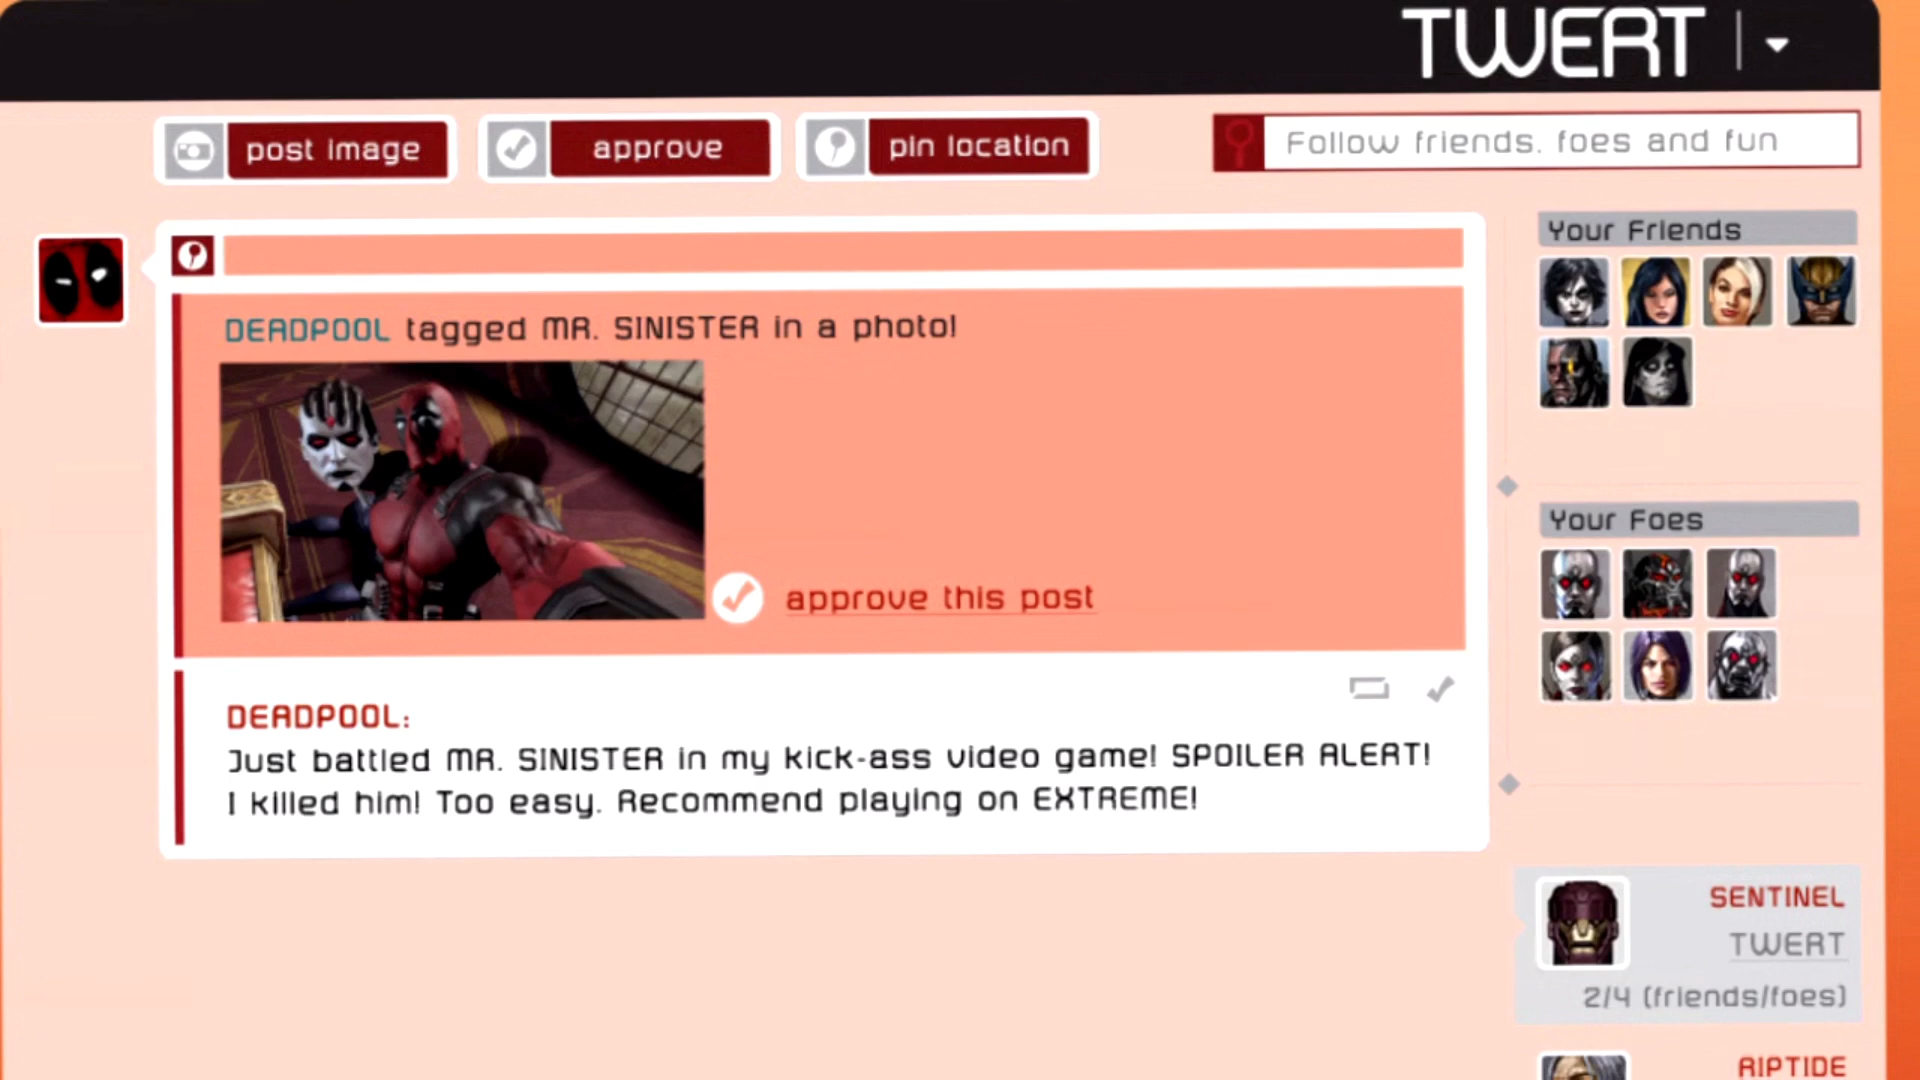 TWERT
post image
approve
pin location
Follow friends, foes and fun
Your Friends
DEADPOOL tagged MR. SINISTER in a photo!
approve this post
Your Foes
DEADPOOL:
Just battled MR. SINISTER in my kick-ass video game! SPOILER ALERT!
I killed him! Too easy. Recommend playing on EXTREME!
SENTINEL
TWERT
2/4 (friends/foes)
RIPTIDE